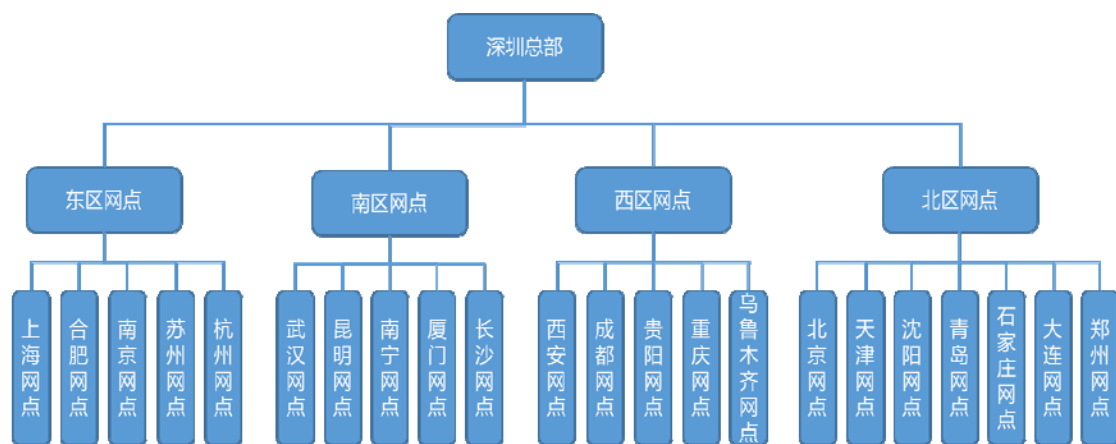 深圳总部
东区网点
南区网点
西区网点
北区网点
上海网点
合肥网点
南京网点
苏州网点
杭州网点
武汉网点
昆明网点
南宁网点
厦门网点
长沙网点
西安网点
成都网点
贵阳网点
重庆网点
乌鲁木齐网点
北京网点
天津网点
沈阳网点
青岛网点
石家庄网点
大连网点
郑州网点